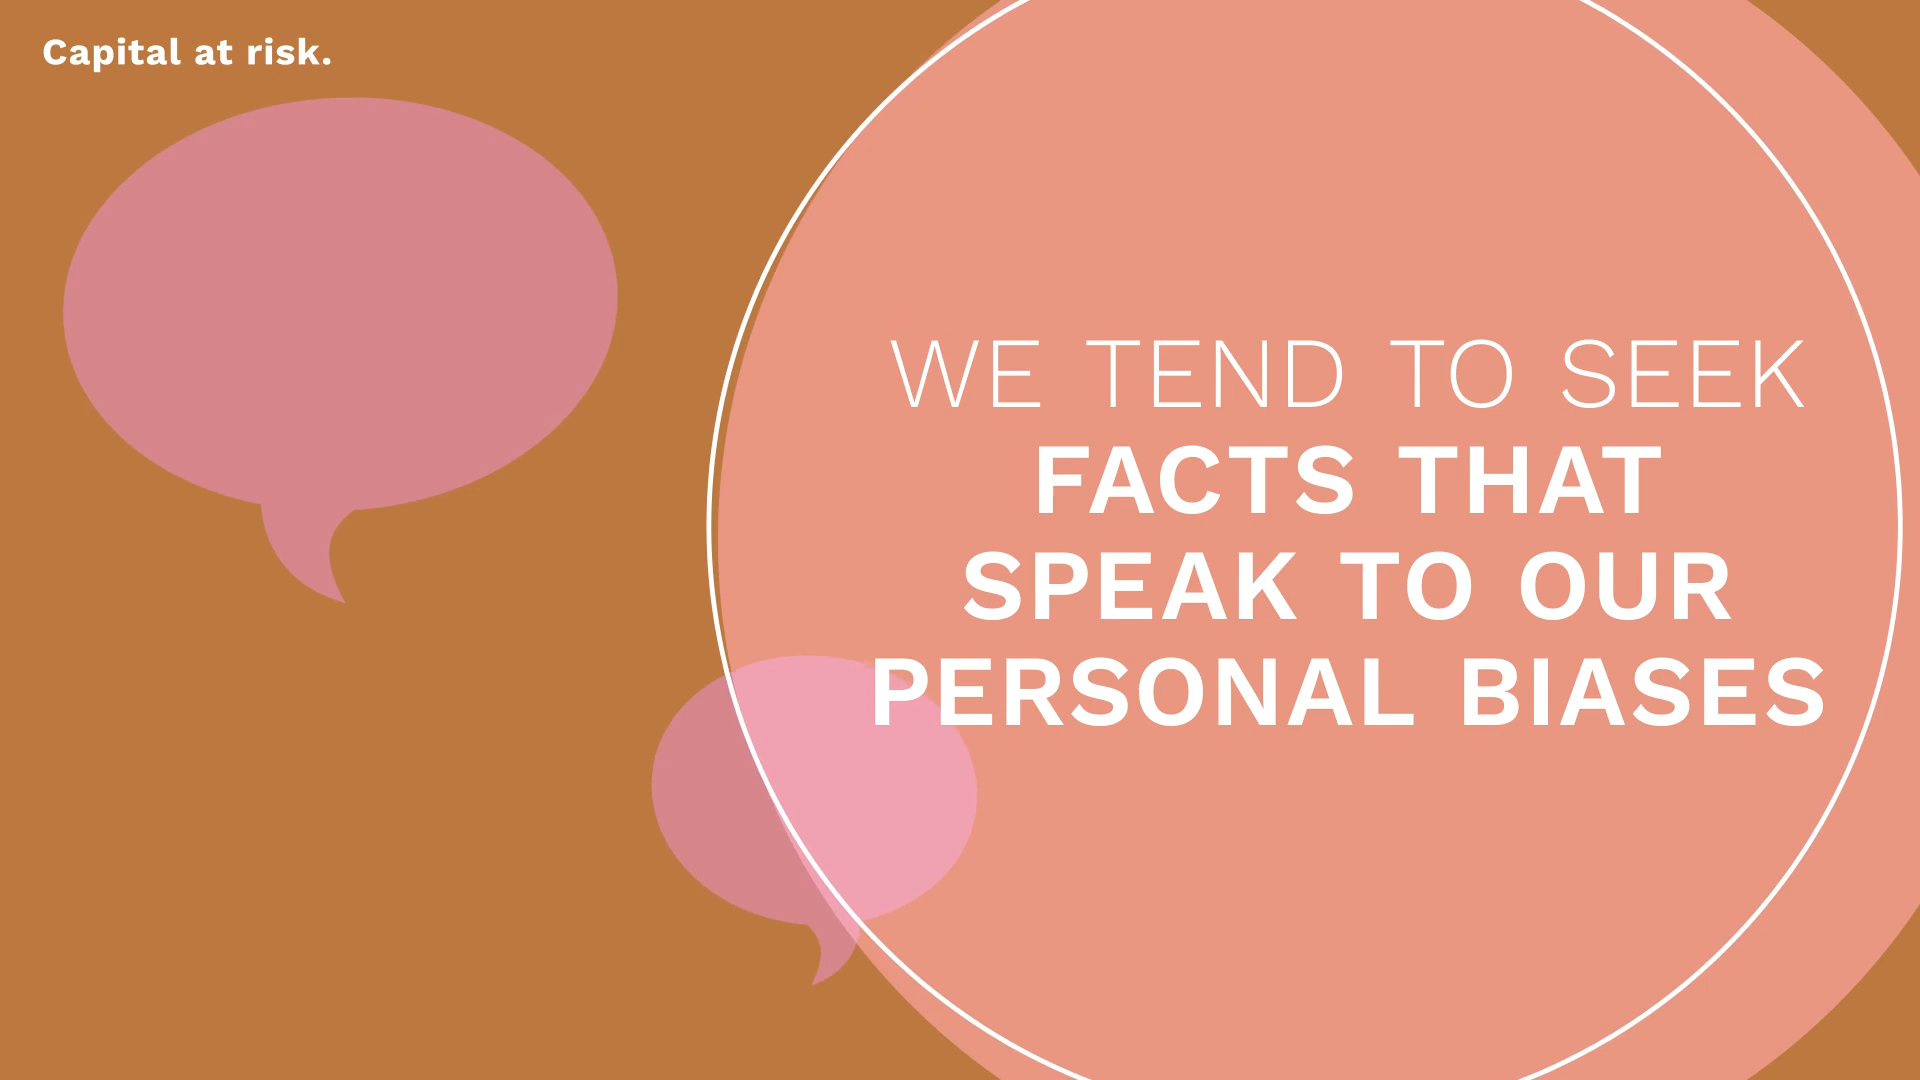 Capital at risk.
WE TEND TO SEEK
FACTS THAT
SPEAK TO OUR
PERSONAL BIASES